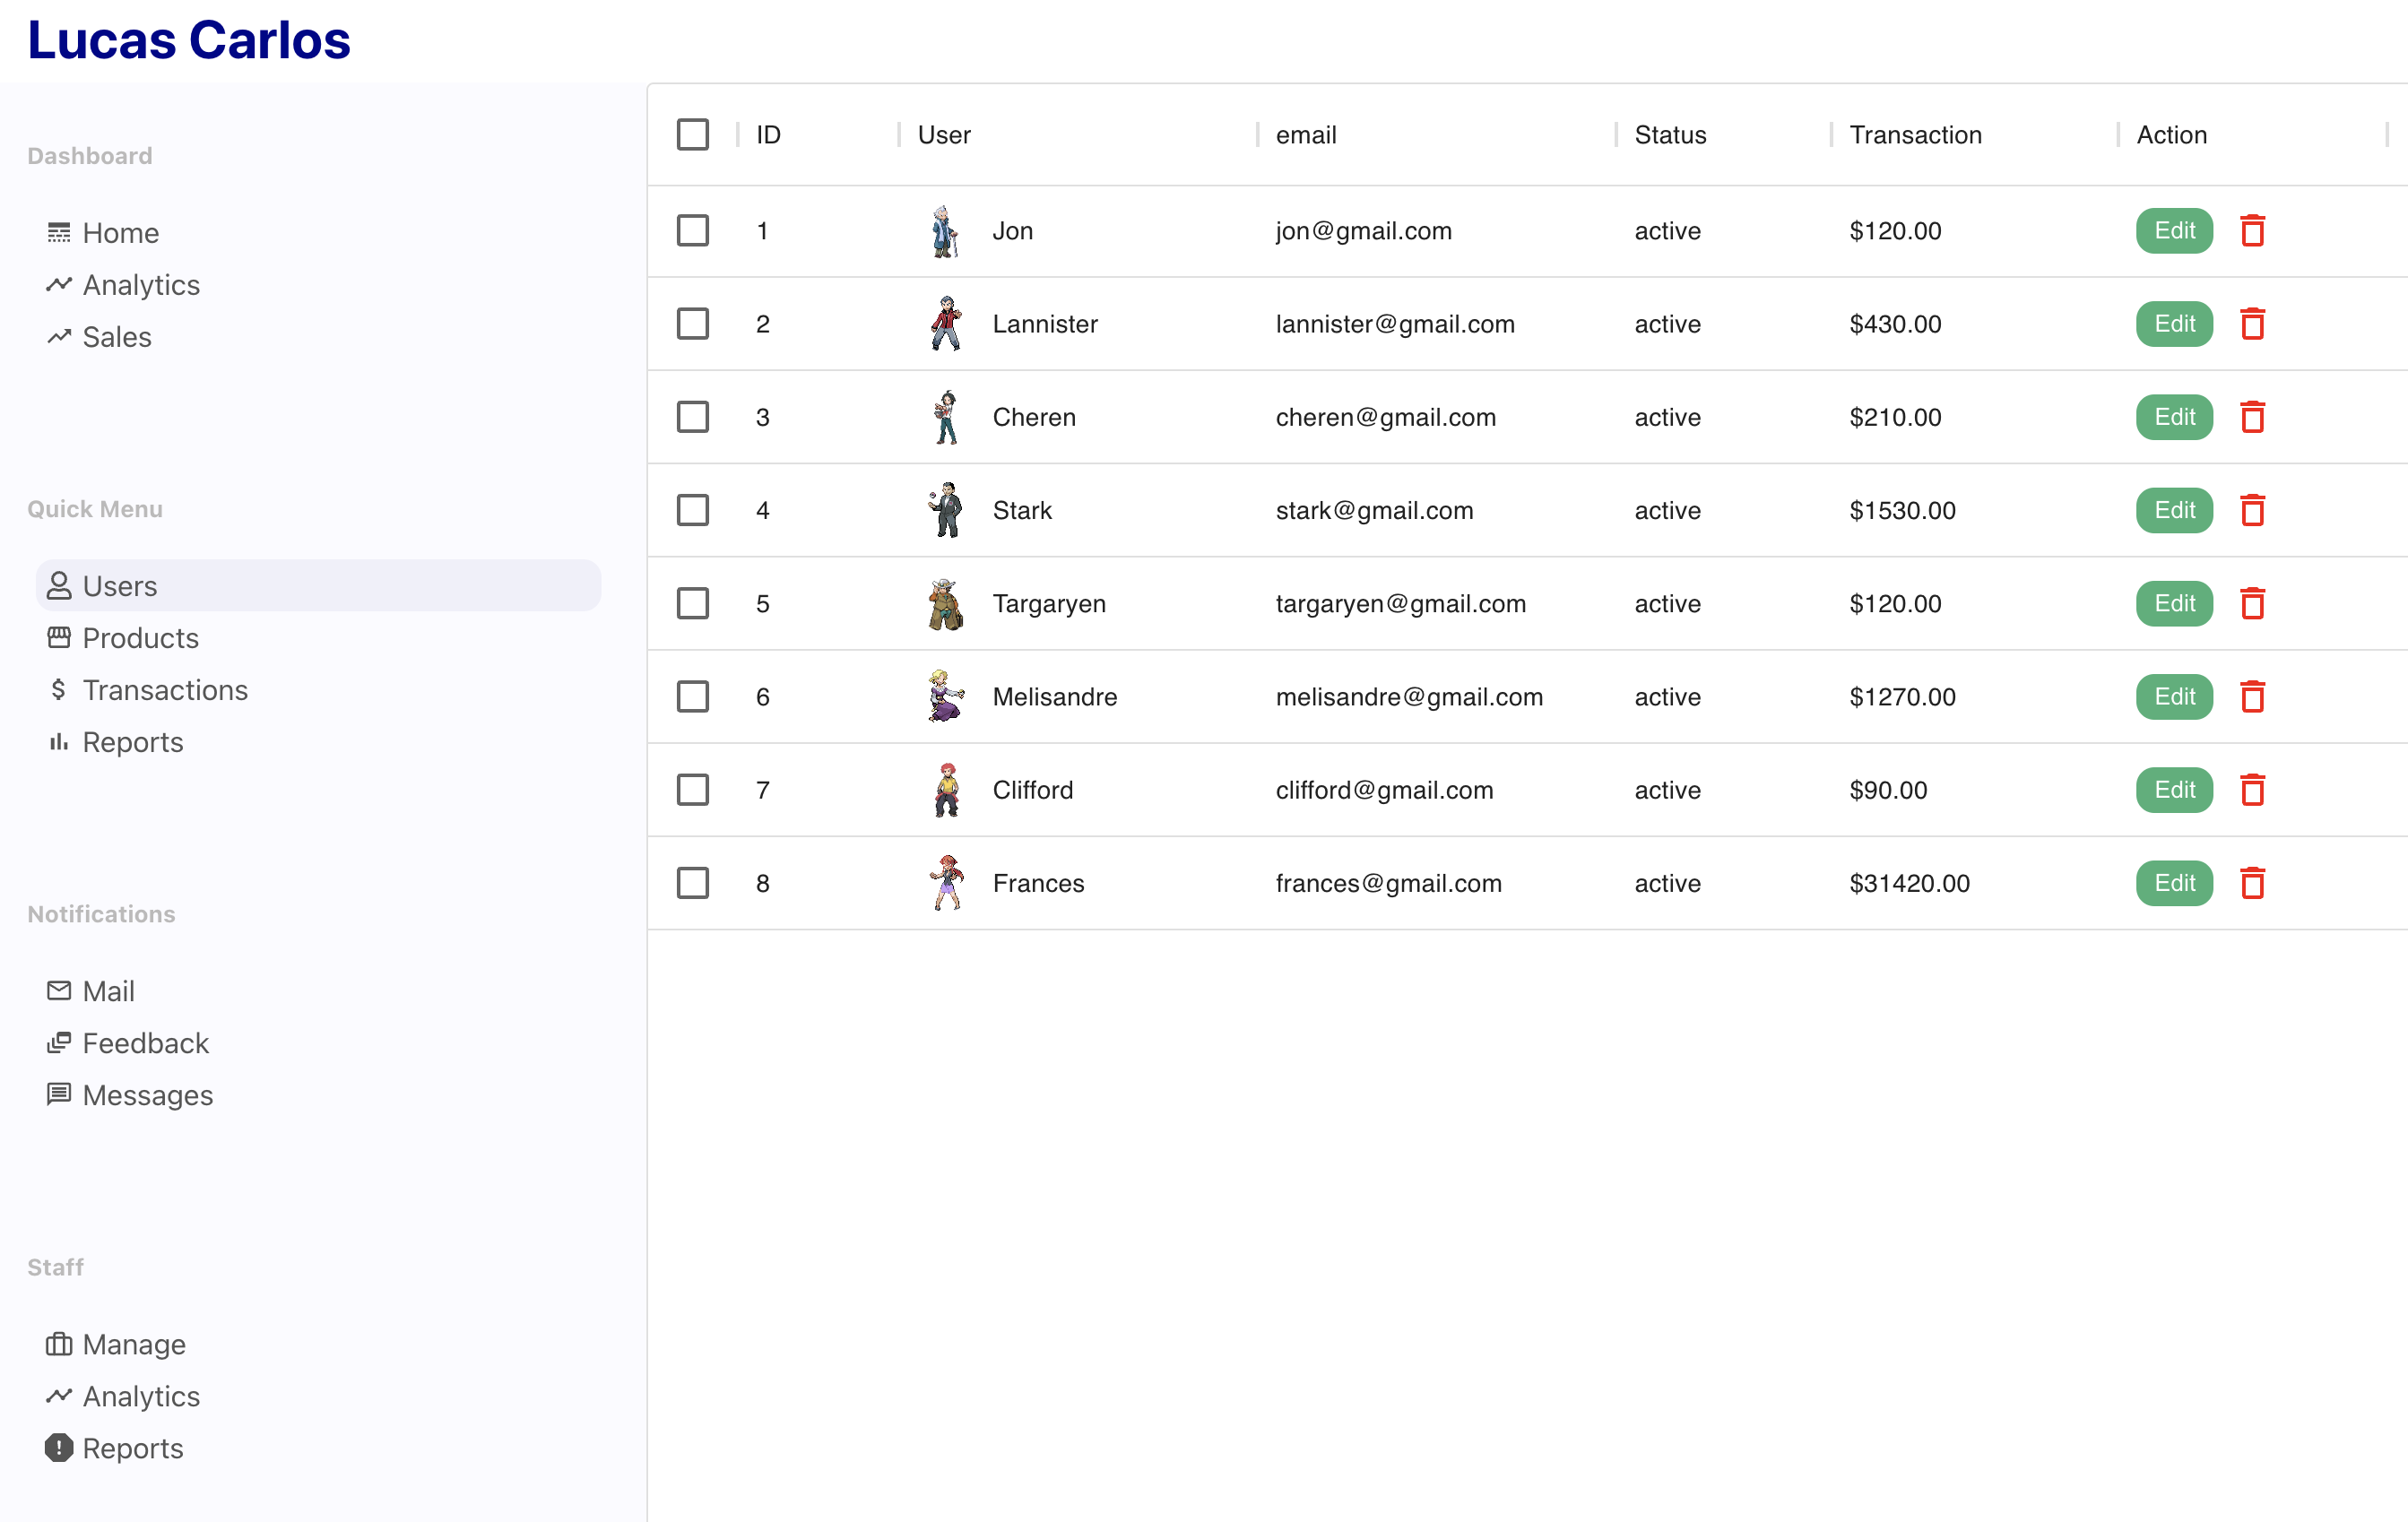 Lucas Carlos
Dashboard
Home
Analytics
Sales
Quick Menu
Users
Products
Transactions
Reports
Notifications
Mail
Feedback
Messages
Staff
Manage
Analytics
Reports
ID User email Status Transaction Action
1 Jon jon@gmail.com active $120.00 Edit
2 Lannister lannister@gmail.com active $430.00 Edit
3 Cheren cheren@gmail.com active $210.00 Edit
4 Stark stark@gmail.com active $1530.00 Edit
5 Targaryen targaryen@gmail.com active $120.00 Edit
6 Melisandre melisandre@gmail.com active $1270.00 Edit
7 Clifford clifford@gmail.com active $90.00 Edit
8 Frances frances@gmail.com active $31420.00 Edit